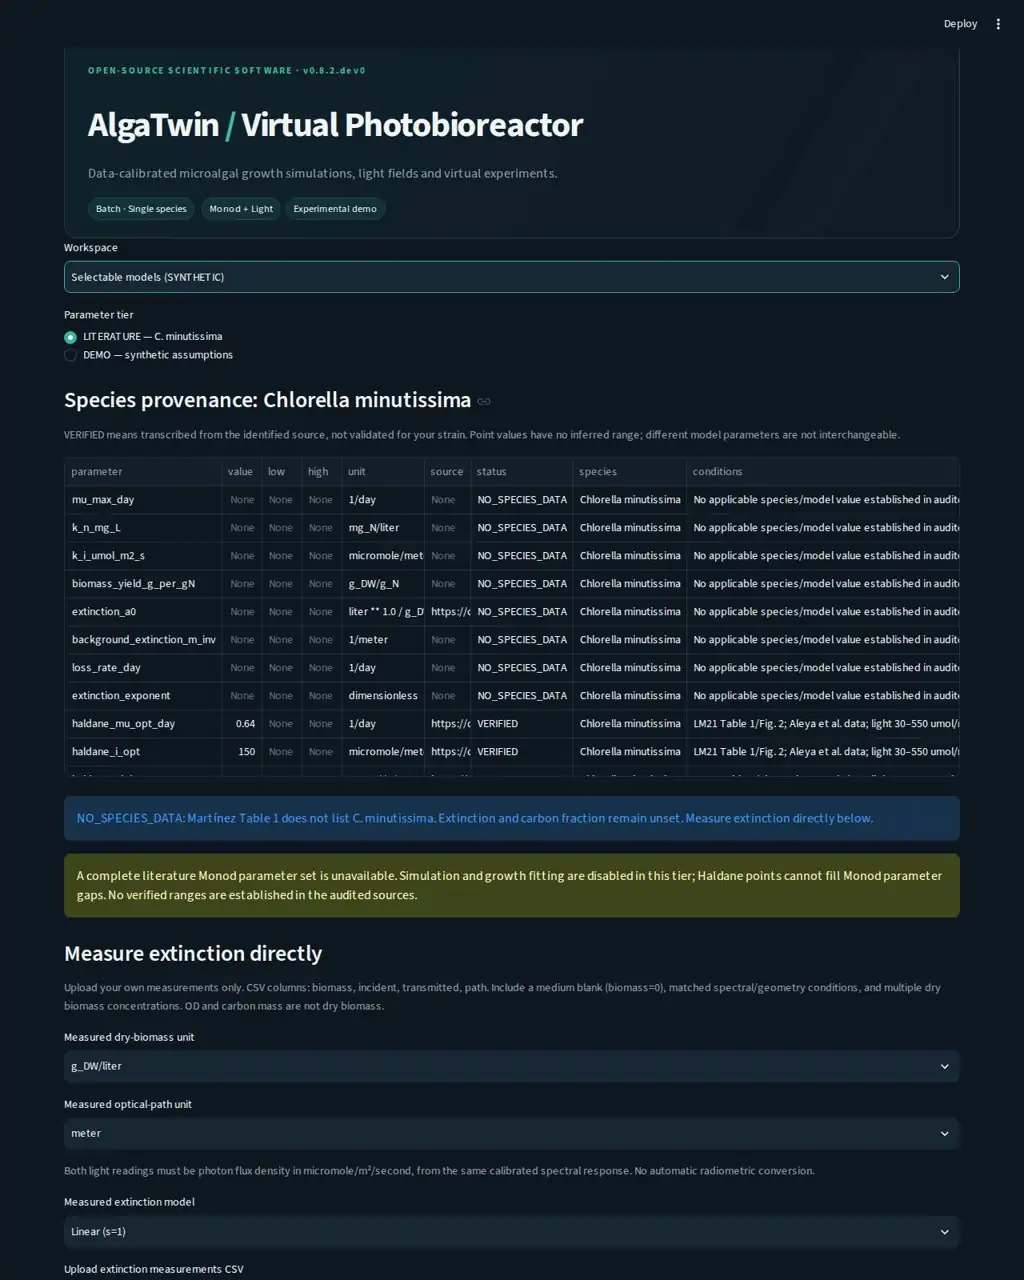 Deploy
OPEN-SOURCE SCIENTIFIC SOFTWARE · v0.8.2.dev0
AlgaTwin / Virtual Photobioreactor
Data-calibrated microalgal growth simulations, light fields and virtual experiments.
Batch · Single species Monod + Light Experimental demo
Workspace
Selectable models (SYNTHETIC)
Parameter tier
LITERATURE — C. minutissima
DEMO — synthetic assumptions
Species provenance: Chlorella minutissima
VERIFIED means transcribed from the identified source, not validated for your strain. Point values have no inferred range; different model parameters are not interchangeable.
parameter value low high unit source status species conditions
mu_max_day None None None 1/day None NO_SPECIES_DATA Chlorella minutissima No applicable species/model value established in audite
k_n_mg_L None None None mg_N/liter None NO_SPECIES_DATA Chlorella minutissima No applicable species/model value established in audite
k_i_umol_m2_s None None None micromole/met None NO_SPECIES_DATA Chlorella minutissima No applicable species/model value established in audite
biomass_yield_g_per_gN None None None g_DW/g_N None NO_SPECIES_DATA Chlorella minutissima No applicable species/model value established in audite
extinction_a0 None None None liter ** 1.0 / g_D https://d NO_SPECIES_DATA Chlorella minutissima No applicable species/model value established in audite
background_extinction_m_inv None None None 1/meter None NO_SPECIES_DATA Chlorella minutissima No applicable species/model value established in audite
loss_rate_day None None None 1/day None NO_SPECIES_DATA Chlorella minutissima No applicable species/model value established in audite
extinction_exponent None None None dimensionless None NO_SPECIES_DATA Chlorella minutissima No applicable species/model value established in audite
haldane_mu_opt_day 0.64 None None 1/day https://d VERIFIED Chlorella minutissima LM21 Table 1/Fig. 2; Aleya et al. data; light 30–550 umol/
haldane_i_opt 150 None None micromole/met https://d VERIFIED Chlorella minutissima LM21 Table 1/Fig. 2; Aleya et al. data; light 30–550 umol/
NO_SPECIES_DATA: Martínez Table 1 does not list C. minutissima. Extinction and carbon fraction remain unset. Measure extinction directly below.
A complete literature Monod parameter set is unavailable. Simulation and growth fitting are disabled in this tier; Haldane points cannot fill Monod parameter
gaps. No verified ranges are established in the audited sources.
Measure extinction directly
Upload your own measurements only. CSV columns: biomass, incident, transmitted, path. Include a medium blank (biomass=0), matched spectral/geometry conditions, and multiple dry
biomass concentrations. OD and carbon mass are not dry biomass.
Measured dry-biomass unit
g_DW/liter
Measured optical-path unit
meter
Both light readings must be photon flux density in micromole/m²/second, from the same calibrated spectral response. No automatic radiometric conversion.
Measured extinction model
Linear (s=1)
Upload extinction measurements CSV